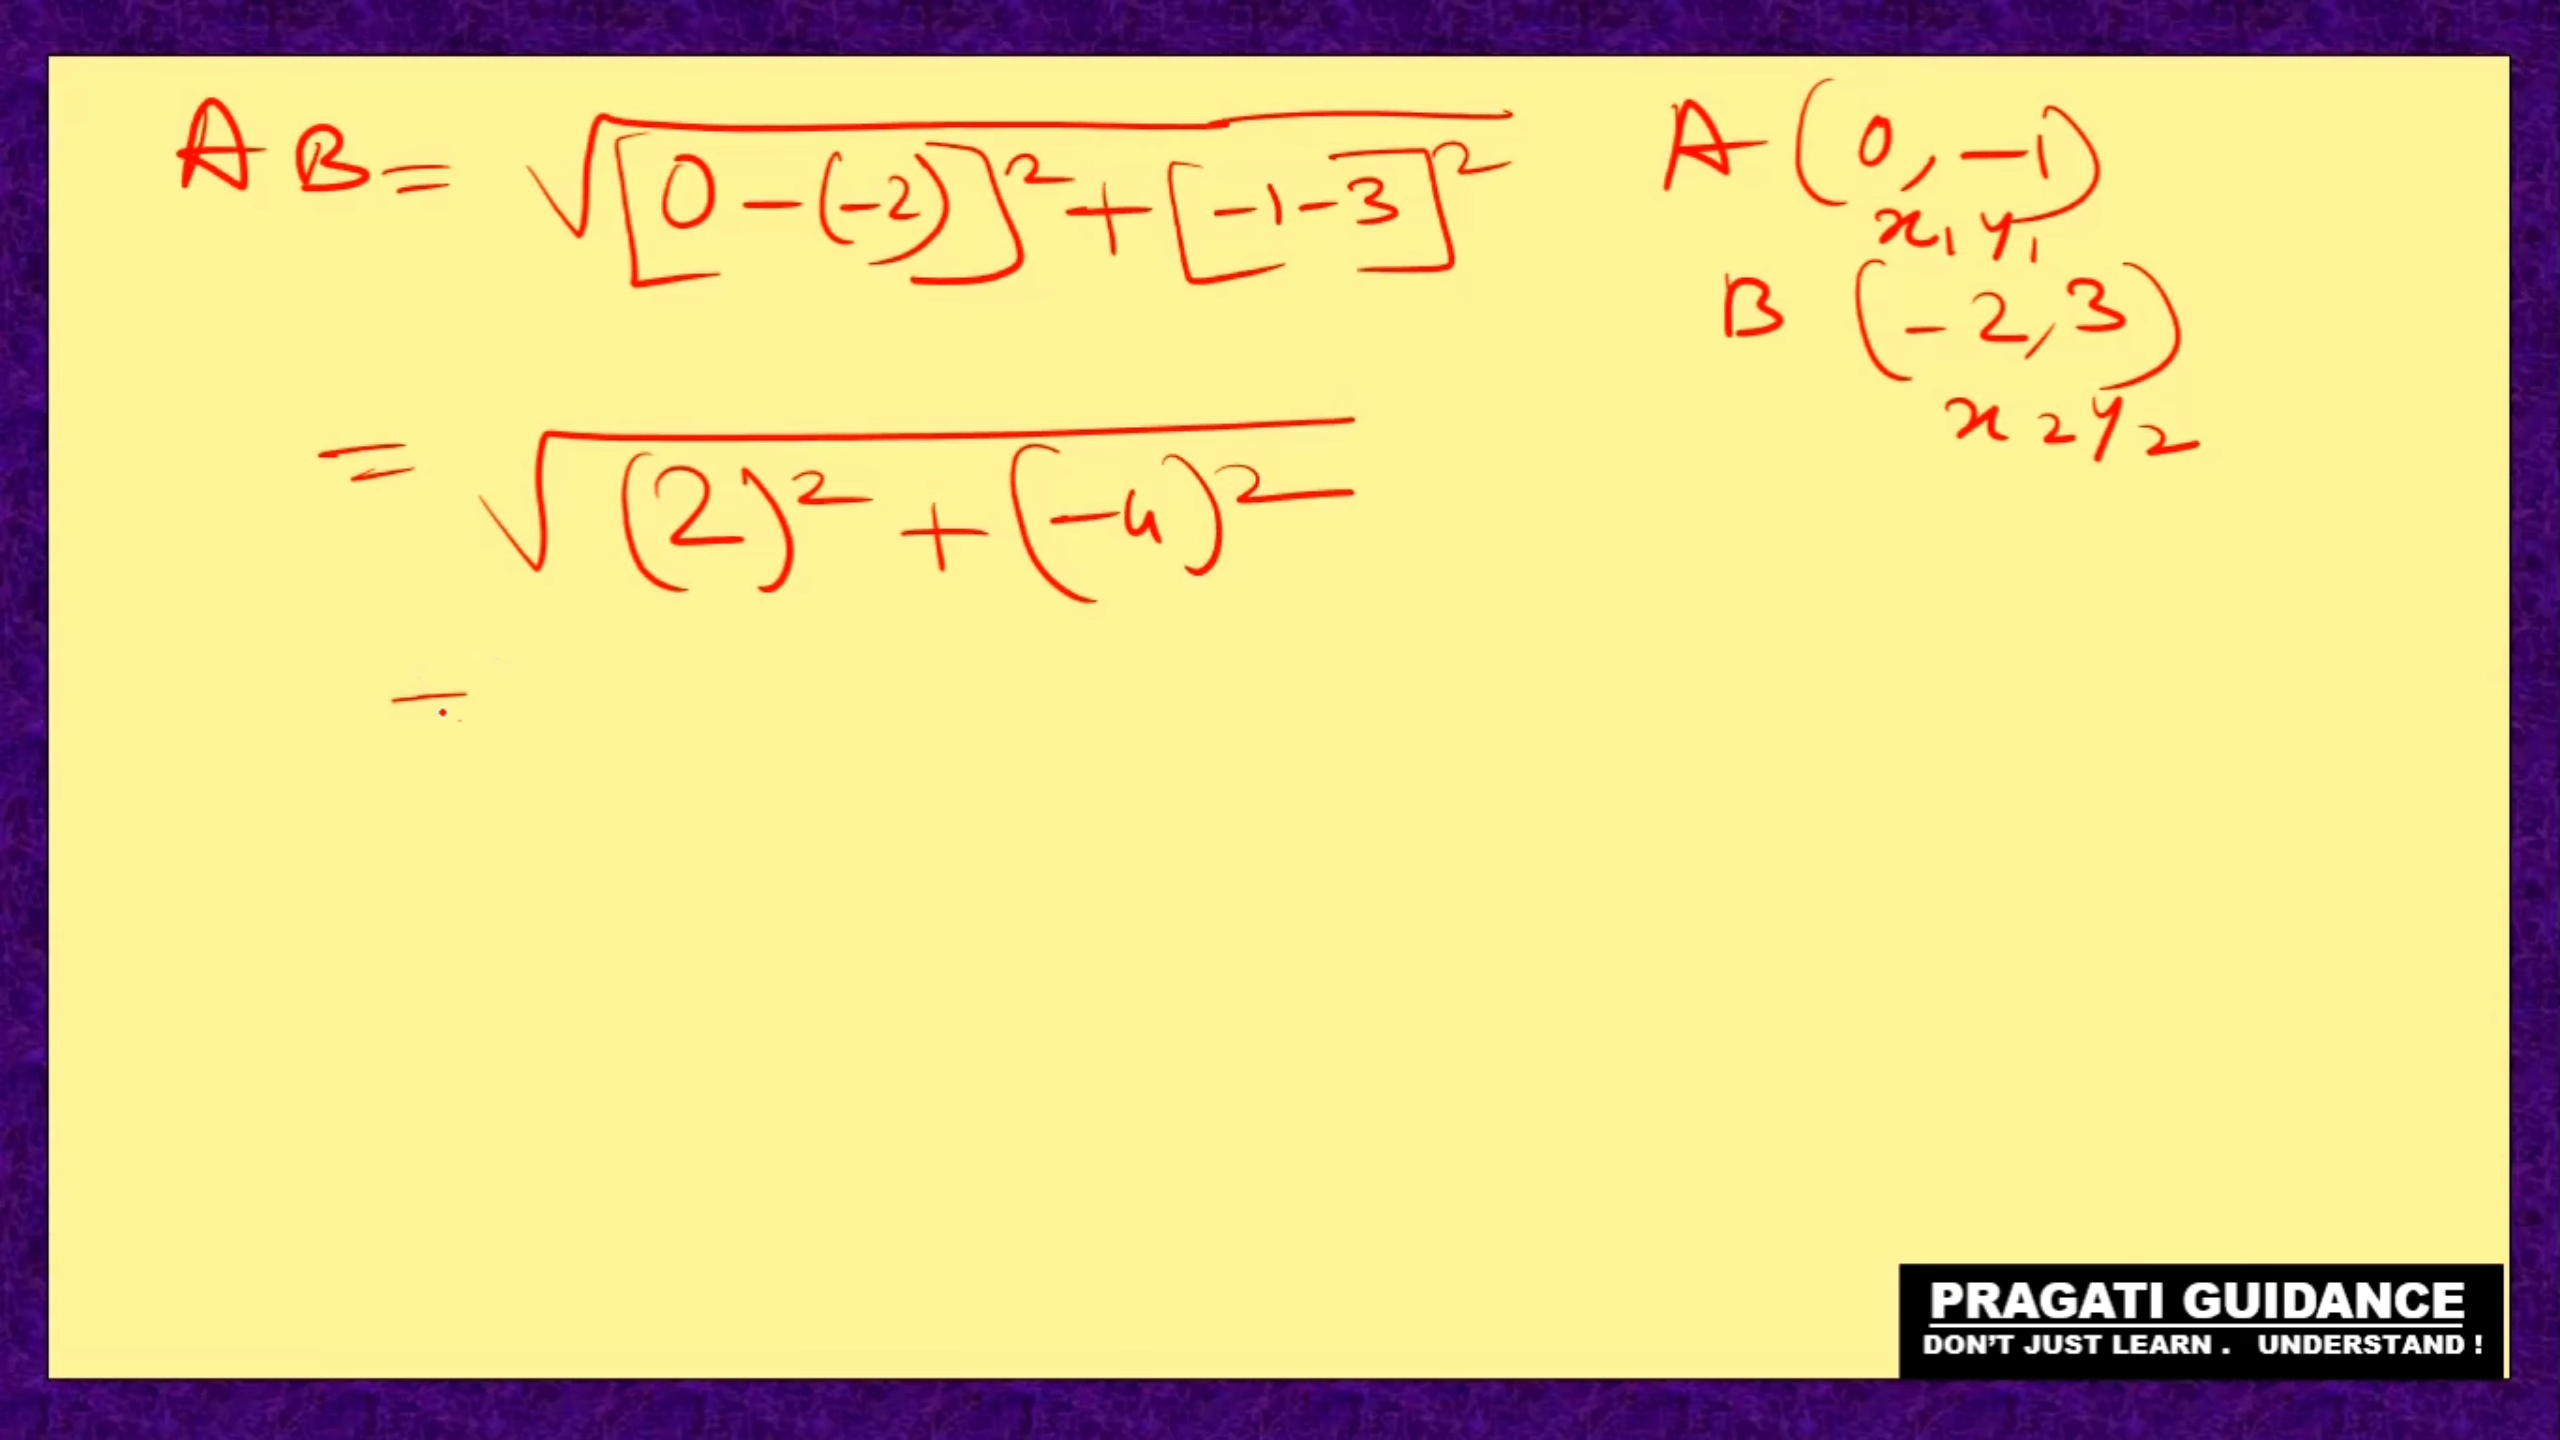 AB = √[0-(-2)]² + [-1-3]²
A (0, -1)
x₁ y₁
B (-2, 3)
x₂ y₂
= √(2)² + (-4)²
PRAGATI GUIDANCE
DON'T JUST LEARN . UNDERSTAND !